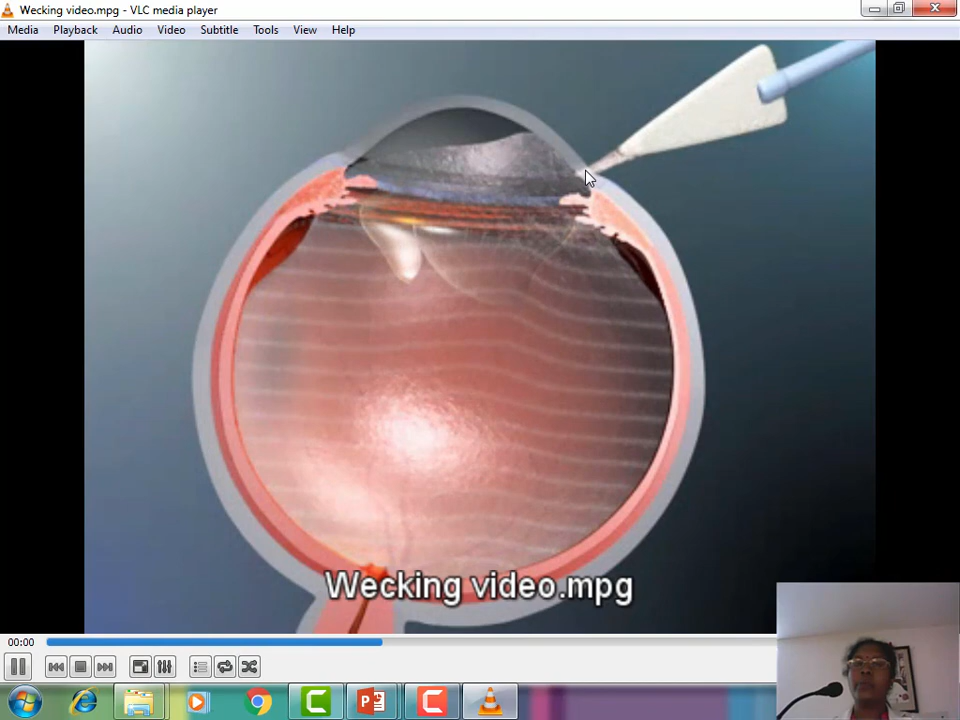 Wecking video.mpg - VLC media player
Media Playback Audio Video Subtitle Tools View Help
Wecking video.mpg
00:00